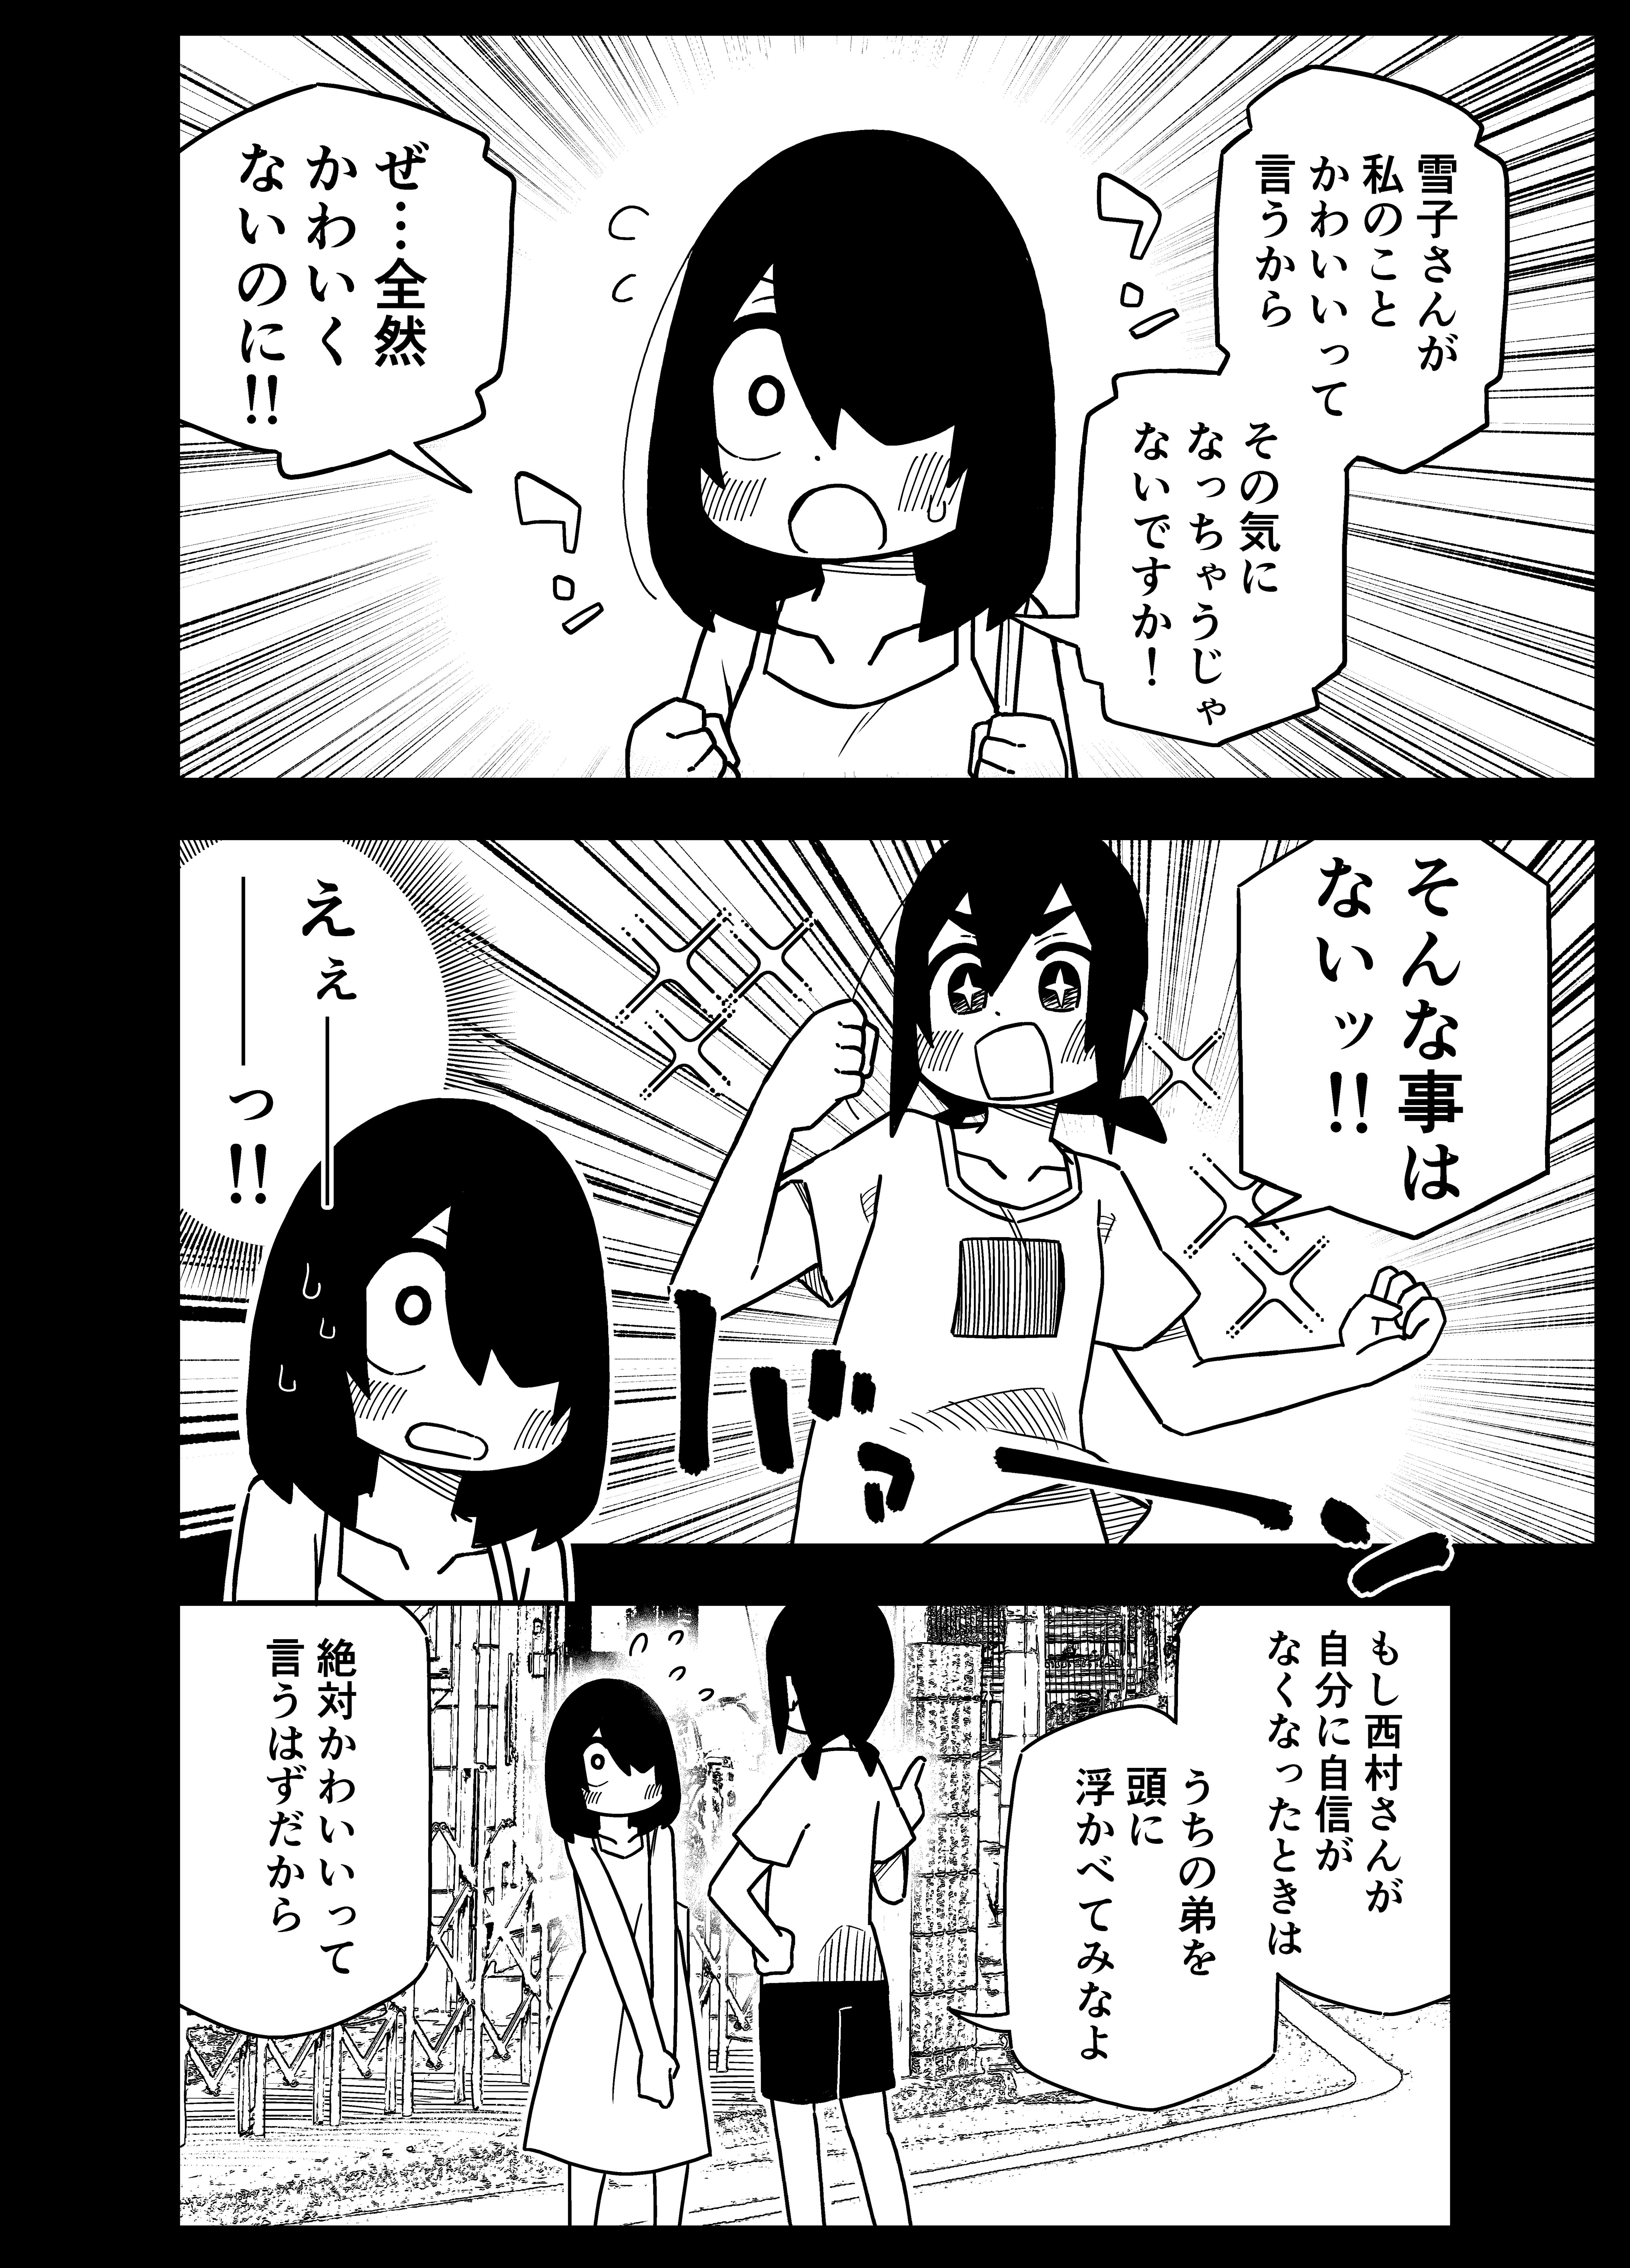 雪子さんが
私のこと
かわいいって
言うから
その気に
なっちゃうじゃ
ないですか！
ぜ…全然
かわいく
ないのに!!
そんな事は
ないッ!!
バァーン
えぇ――
――っ!!
もし西村さんが
自分に自信が
なくなったときは
うちの弟を
頭に
浮かべてみなよ
絶対かわいいって
言うはずだから